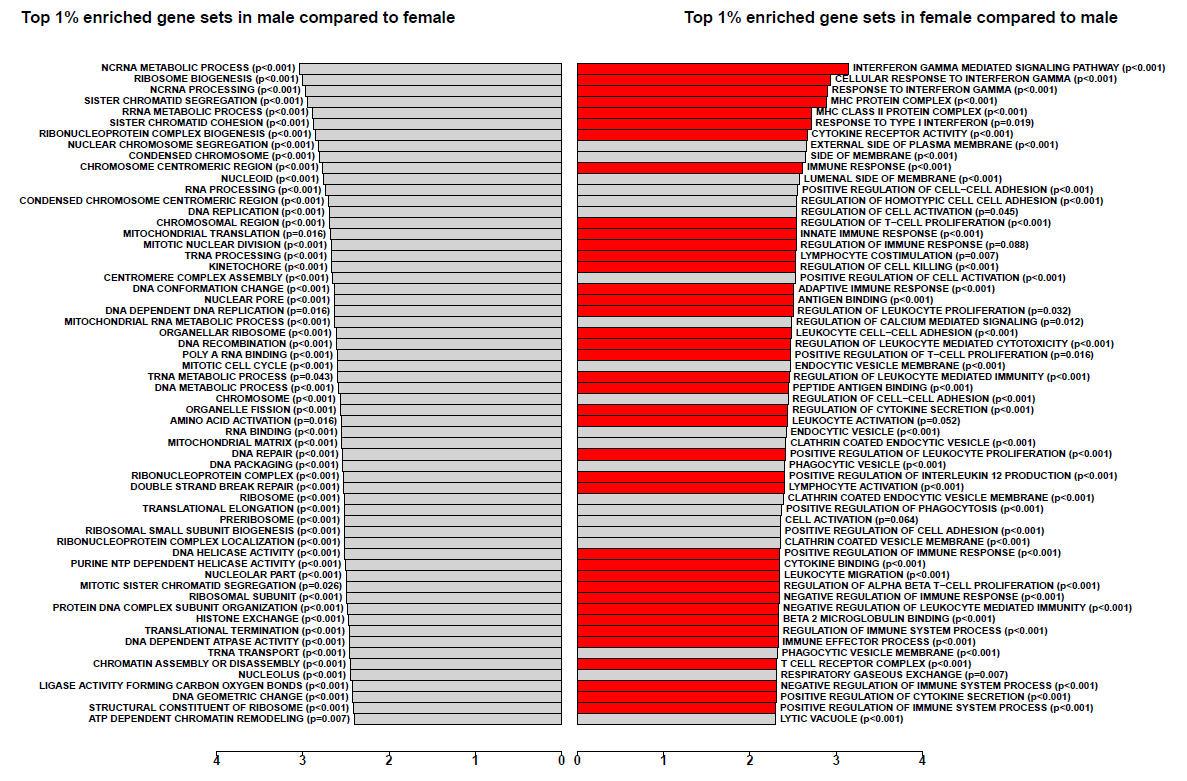 Top 1% enriched gene sets in male compared to female
NCRNA METABOLIC PROCESS (p<0.001)
RIBOSOME BIOGENESIS (p<0.001)
NCRNA PROCESSING (p<0.001)
SISTER CHROMATID SEGREGATION (p<0.001)
RRNA METABOLIC PROCESS (p<0.001)
SISTER CHROMATID COHESION (p<0.001)
RIBONUCLEOPROTEIN COMPLEX BIOGENESIS (p<0.001)
NUCLEAR CHROMOSOME SEGREGATION (p<0.001)
CONDENSED CHROMOSOME (p<0.001)
CHROMOSOME CENTROMERIC REGION (p<0.001)
NUCLEOID (p<0.001)
RNA PROCESSING (p<0.001)
CONDENSED CHROMOSOME CENTROMERIC REGION (p<0.001)
DNA REPLICATION (p<0.001)
CHROMOSOMAL REGION (p<0.001)
MITOCHONDRIAL TRANSLATION (p=0.016)
MITOTIC NUCLEAR DIVISION (p<0.001)
TRNA PROCESSING (p<0.001)
KINETOCHORE (p<0.001)
CENTROMERE COMPLEX ASSEMBLY (p<0.001)
DNA CONFORMATION CHANGE (p<0.001)
NUCLEAR PORE (p<0.001)
DNA DEPENDENT DNA REPLICATION (p=0.016)
MITOCHONDRIAL RNA METABOLIC PROCESS (p<0.001)
ORGANELLAR RIBOSOME (p<0.001)
DNA RECOMBINATION (p<0.001)
POLY A RNA BINDING (p<0.001)
MITOTIC CELL CYCLE (p<0.001)
TRNA METABOLIC PROCESS (p=0.043)
DNA METABOLIC PROCESS (p<0.001)
CHROMOSOME (p<0.001)
ORGANELLE FISSION (p<0.001)
AMINO ACID ACTIVATION (p=0.016)
RNA BINDING (p<0.001)
MITOCHONDRIAL MATRIX (p<0.001)
DNA REPAIR (p<0.001)
DNA PACKAGING (p<0.001)
RIBONUCLEOPROTEIN COMPLEX (p<0.001)
DOUBLE STRAND BREAK REPAIR (p<0.001)
RIBOSOME (p<0.001)
TRANSLATIONAL ELONGATION (p<0.001)
PRERIBOSOME (p<0.001)
RIBOSOMAL SMALL SUBUNIT BIOGENESIS (p<0.001)
RIBONUCLEOPROTEIN COMPLEX LOCALIZATION (p<0.001)
DNA HELICASE ACTIVITY (p<0.001)
PURINE NTP DEPENDENT HELICASE ACTIVITY (p<0.001)
NUCLEOLAR PART (p<0.001)
MITOTIC SISTER CHROMATID SEGREGATION (p=0.026)
RIBOSOMAL SUBUNIT (p<0.001)
PROTEIN DNA COMPLEX SUBUNIT ORGANIZATION (p<0.001)
HISTONE EXCHANGE (p<0.001)
TRANSLATIONAL TERMINATION (p<0.001)
DNA DEPENDENT ATPASE ACTIVITY (p<0.001)
TRNA TRANSPORT (p<0.001)
CHROMATIN ASSEMBLY OR DISASSEMBLY (p<0.001)
NUCLEOLUS (p<0.001)
LIGASE ACTIVITY FORMING CARBON OXYGEN BONDS (p<0.001)
DNA GEOMETRIC CHANGE (p<0.001)
STRUCTURAL CONSTITUENT OF RIBOSOME (p<0.001)
ATP DEPENDENT CHROMATIN REMODELING (p=0.007)
4 3 2 1 0
Top 1% enriched gene sets in female compared to male
INTERFERON GAMMA MEDIATED SIGNALING PATHWAY (p<0.001)
CELLULAR RESPONSE TO INTERFERON GAMMA (p<0.001)
RESPONSE TO INTERFERON GAMMA (p<0.001)
MHC PROTEIN COMPLEX (p<0.001)
MHC CLASS II PROTEIN COMPLEX (p<0.001)
RESPONSE TO TYPE I INTERFERON (p=0.019)
CYTOKINE RECEPTOR ACTIVITY (p<0.001)
EXTERNAL SIDE OF PLASMA MEMBRANE (p<0.001)
SIDE OF MEMBRANE (p<0.001)
IMMUNE RESPONSE (p<0.001)
LUMENAL SIDE OF MEMBRANE (p<0.001)
POSITIVE REGULATION OF CELL−CELL ADHESION (p<0.001)
REGULATION OF HOMOTYPIC CELL CELL ADHESION (p<0.001)
REGULATION OF CELL ACTIVATION (p=0.045)
REGULATION OF T−CELL PROLIFERATION (p<0.001)
INNATE IMMUNE RESPONSE (p<0.001)
REGULATION OF IMMUNE RESPONSE (p=0.088)
LYMPHOCYTE COSTIMULATION (p=0.007)
REGULATION OF CELL KILLING (p<0.001)
POSITIVE REGULATION OF CELL ACTIVATION (p<0.001)
ADAPTIVE IMMUNE RESPONSE (p<0.001)
ANTIGEN BINDING (p<0.001)
REGULATION OF LEUKOCYTE PROLIFERATION (p=0.032)
REGULATION OF CALCIUM MEDIATED SIGNALING (p=0.012)
LEUKOCYTE CELL−CELL ADHESION (p<0.001)
REGULATION OF LEUKOCYTE MEDIATED CYTOTOXICITY (p<0.001)
POSITIVE REGULATION OF T−CELL PROLIFERATION (p=0.016)
ENDOCYTIC VESICLE MEMBRANE (p<0.001)
REGULATION OF LEUKOCYTE MEDIATED IMMUNITY (p<0.001)
PEPTIDE ANTIGEN BINDING (p<0.001)
REGULATION OF CELL−CELL ADHESION (p<0.001)
REGULATION OF CYTOKINE SECRETION (p<0.001)
LEUKOCYTE ACTIVATION (p=0.052)
ENDOCYTIC VESICLE (p<0.001)
CLATHRIN COATED ENDOCYTIC VESICLE (p<0.001)
POSITIVE REGULATION OF LEUKOCYTE PROLIFERATION (p<0.001)
PHAGOCYTIC VESICLE (p<0.001)
POSITIVE REGULATION OF INTERLEUKIN 12 PRODUCTION (p<0.001)
LYMPHOCYTE ACTIVATION (p<0.001)
CLATHRIN COATED ENDOCYTIC VESICLE MEMBRANE (p<0.001)
POSITIVE REGULATION OF PHAGOCYTOSIS (p<0.001)
CELL ACTIVATION (p=0.064)
POSITIVE REGULATION OF CELL ADHESION (p<0.001)
CLATHRIN COATED VESICLE MEMBRANE (p<0.001)
POSITIVE REGULATION OF IMMUNE RESPONSE (p<0.001)
CYTOKINE BINDING (p<0.001)
LEUKOCYTE MIGRATION (p<0.001)
REGULATION OF ALPHA BETA T−CELL PROLIFERATION (p<0.001)
NEGATIVE REGULATION OF IMMUNE RESPONSE (p<0.001)
NEGATIVE REGULATION OF LEUKOCYTE MEDIATED IMMUNITY (p<0.001)
BETA 2 MICROGLOBULIN BINDING (p<0.001)
REGULATION OF IMMUNE SYSTEM PROCESS (p<0.001)
IMMUNE EFFECTOR PROCESS (p<0.001)
PHAGOCYTIC VESICLE MEMBRANE (p<0.001)
T CELL RECEPTOR COMPLEX (p<0.001)
RESPIRATORY GASEOUS EXCHANGE (p=0.007)
NEGATIVE REGULATION OF IMMUNE SYSTEM PROCESS (p<0.001)
POSITIVE REGULATION OF CYTOKINE SECRETION (p<0.001)
POSITIVE REGULATION OF IMMUNE SYSTEM PROCESS (p<0.001)
LYTIC VACUOLE (p<0.001)
0 1 2 3 4